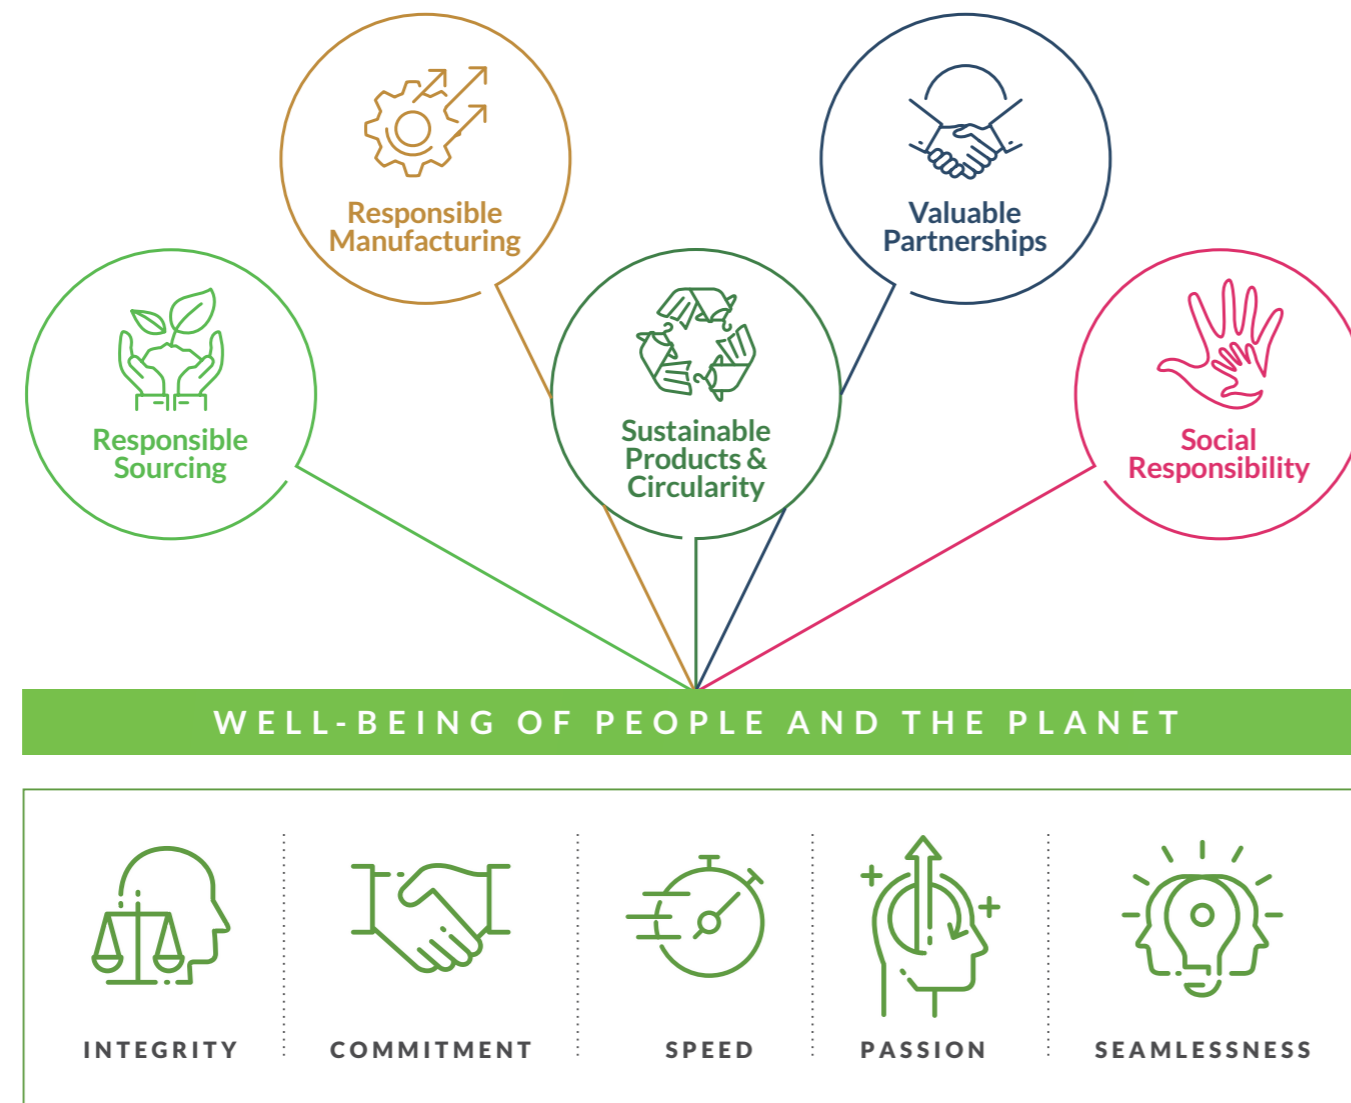 Responsible
Manufacturing
Valuable
Partnerships
Responsible
Sourcing
Sustainable
Products &
Circularity
Social
Responsibility
WELL-BEING OF PEOPLE AND THE PLANET
INTEGRITY
COMMITMENT
SPEED
PASSION
SEAMLESSNESS